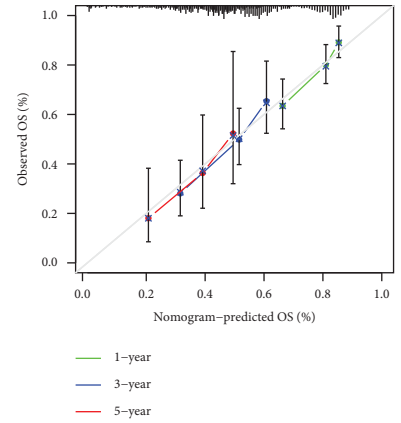 1.0
0.8
0.6
0.4
0.2
0.0
Observed OS (%)
0.0 0.2 0.4 0.6 0.8 1.0
Nomogram−predicted OS (%)
1−year
3−year
5−year